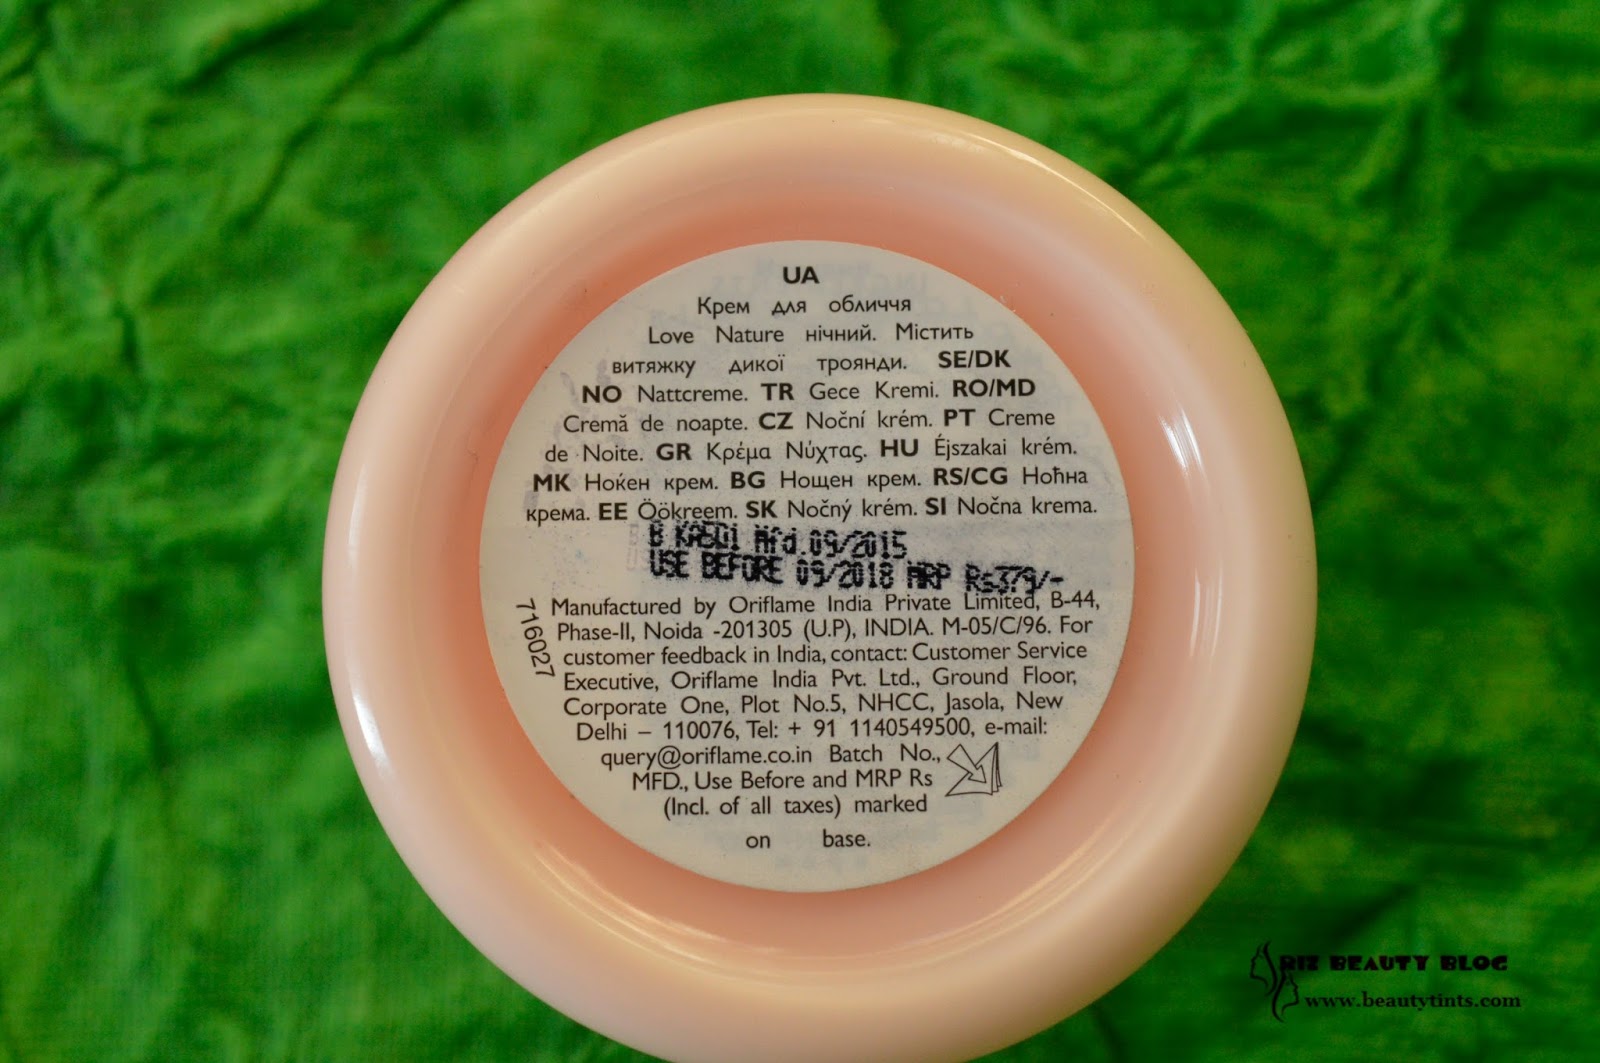 UA
Крем для обличчя
Love Nature нічний. Містить
витяжку дикої троянди. SE/DK
NO Nattcreme. TR Gece Kremi. RO/MD
Cremă de noapte. CZ Noční krém. PT Creme
de Noite. GR Κρέμα Νύχτας. HU Éjszakai krém.
MK Ноќен крем. BG Нощен крем. RS/CG Ноћна
крема. EE Öökreem. SK Nočný krém. SI Nočna krema.
B Mfd.09/2015
USE BEFORE 09/2018 MRP Rs379/-
716027
Manufactured by Oriflame India Private Limited, B-44,
Phase-II, Noida -201305 (U.P), INDIA. M-05/C/96. For
customer feedback in India, contact: Customer Service
Executive, Oriflame India Pvt. Ltd., Ground Floor,
Corporate One, Plot No.5, NHCC, Jasola, New
Delhi – 110076, Tel: + 91 1140549500, e-mail:
query@oriflame.co.in Batch No.,
MFD., Use Before and MRP Rs
(Incl. of all taxes) marked
on base.
RIZ BEAUTY BLOG
www.beautytints.com